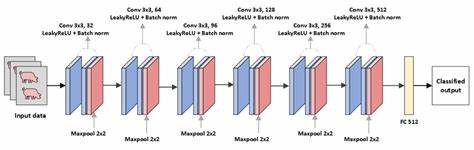 Conv 3x3, 32
LeakyReLU + Batch norm
Conv 3x3, 64
LeakyReLU + Batch norm
Conv 3x3, 96
LeakyReLU + Batch norm
Conv 3x3, 128
LeakyReLU + Batch norm
Conv 3x3, 256
LeakyReLU + Batch norm
Conv 3x3, 512
LeakyReLU + Batch norm
Input data
Maxpool 2x2
Maxpool 2x2
Maxpool 2x2
Maxpool 2x2
Maxpool 2x2
Maxpool 2x2
FC 512
Classified
output